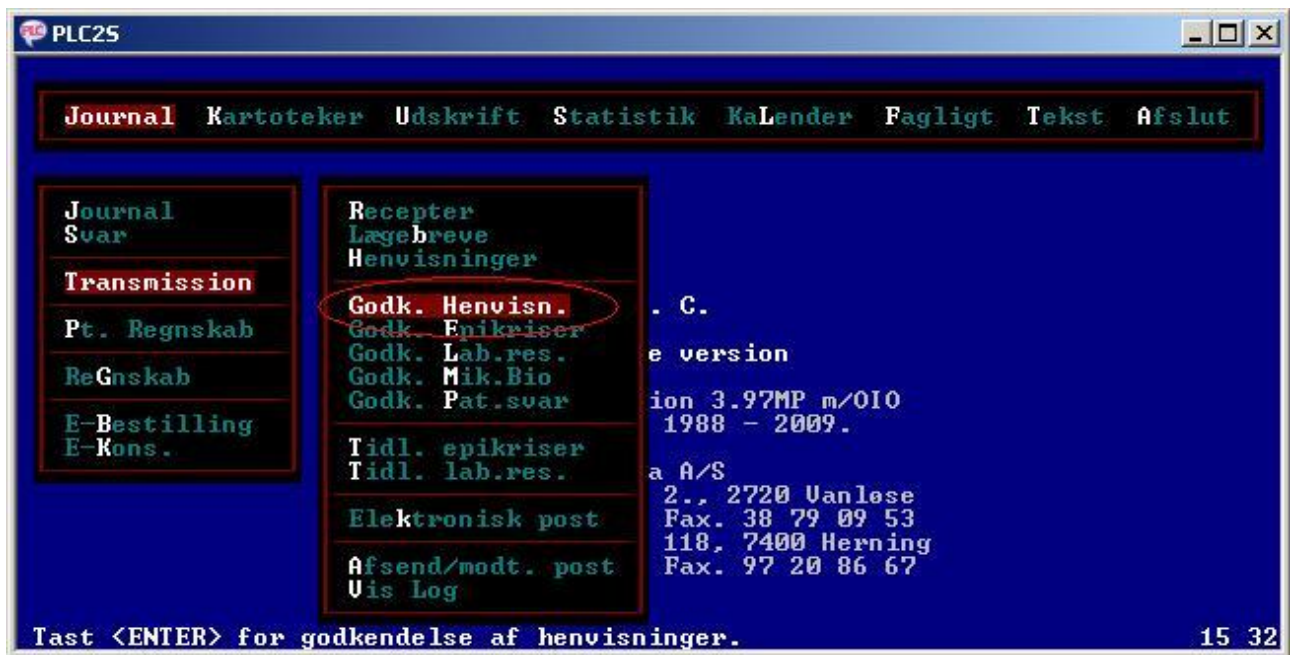 PLC
PLC2S
Journal Kartoteker Udskrift Statistik KaLender Fagligt Tekst Afslut
Journal
Svar
Transmission
Pt. Regnskab
ReGnskab
E-Bestilling
E-Kons.
Recepter
Lægebreve
Henvisninger
Godk. Henvisn.
Godk. Epikriser
Godk. Lab.res.
Godk. Mik.Bio
Godk. Pat.svar
Tidl. epikriser
Tidl. lab.res.
Elektronisk post
Afsend/modt. post
Vis Log
. C.
e version
ion 3.97MP m/OIO
1988 - 2009.
a A/S
2., 2720 Vanløse
Fax. 38 79 09 53
118, 7400 Herning
Fax. 97 20 86 67
Tast <ENTER> for godkendelse af henvisninger. 15 32